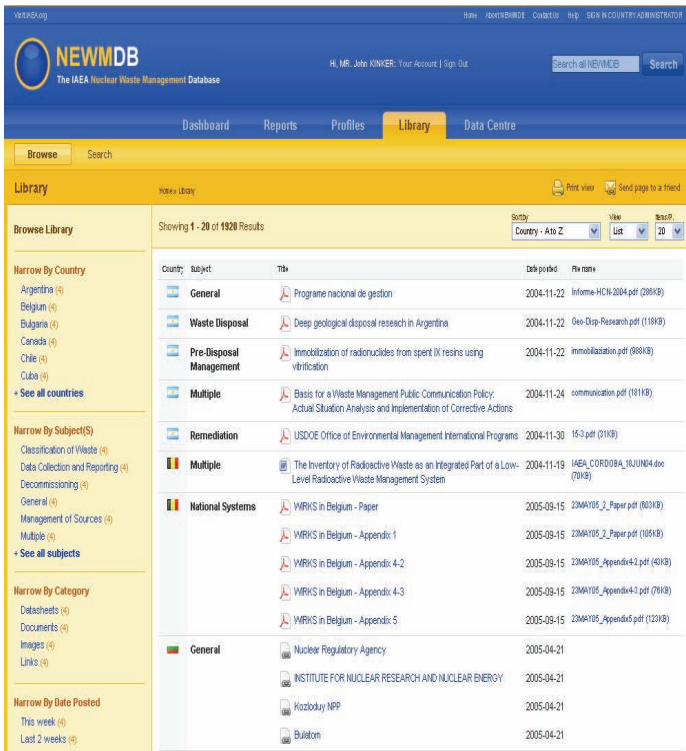 Visit IAEA.org
Home About NEWMDB Contact Us Help SIGN IN COUNTRY ADMINISTRATOR
NEWMDB
The IAEA Nuclear Waste Management Database
Hi, MR. John KINKER: Your Account | Sign Out
Search all NEWMDB
Search
Dashboard Reports Profiles Library Data Centre
Browse Search
Library
Home » Library
Print view Send page to a friend
Browse Library
Showing 1 - 20 of 1920 Results
Sort by View Items/P.
Country - A to Z List 20
Narrow By Country
Argentina (4)
Belgium (4)
Bulgaria (4)
Canada (4)
Chile (4)
Cuba (4)
+ See all countries
Narrow By Subject(S)
Classification of Waste (4)
Data Collection and Reporting (4)
Decommissioning (4)
General (4)
Management of Sources (4)
Multiple (4)
+ See all subjects
Narrow By Category
Datasheets (4)
Documents (4)
Images (4)
Links (4)
Narrow By Date Posted
This week (4)
Last 2 weeks (4)
Country Subject Title Date posted File name
General Programe nacional de gestion 2004-11-22 Informe-HCN-2004.pdf (286KB)
Waste Disposal Deep geological disposal reseach in Argentina 2004-11-22 Geo-Disp-Research.pdf (118KB)
Pre-Disposal Management Immobilization of radionuclides from spent IX resins using 2004-11-22 immobiliaziation.pdf (988KB)
vitrification
Multiple Basis for a Waste Management Public Communication Policy: 2004-11-24 communication.pdf (181KB)
Actual Situation Analysis and Implementation of Corrective Actions
Remediation USDOE Office of Environmental Management International Programs 2004-11-30 15-3.pdf (31KB)
Multiple The Inventory of Radioactive Waste as an Integrated Part of a Low- 2004-11-19 IAEA_CORDOBA_18JUN04.doc
Level Radioactive Waste Management System (70KB)
National Systems WRKS in Belgium - Paper 2005-09-15 23MAY05_2_Paper.pdf (603KB)
WRKS in Belgium - Appendix 1 2005-09-15 23MAY05_2_Paper.pdf (105KB)
WRKS in Belgium - Appendix 4-2 2005-09-15 23MAY05_Appendix4-2.pdf (43KB)
WRKS in Belgium - Appendix 4-3 2005-09-15 23MAY05_Appendix4-3.pdf (76KB)
WRKS in Belgium - Appendix 5 2005-09-15 23MAY05_Appendix5.pdf (123KB)
General Nuclear Regulatory Agency 2005-04-21
INSTITUTE FOR NUCLEAR RESEARCH AND NUCLEAR ENERGY 2005-04-21
Kozloduy NPP 2005-04-21
Bulatom 2005-04-21